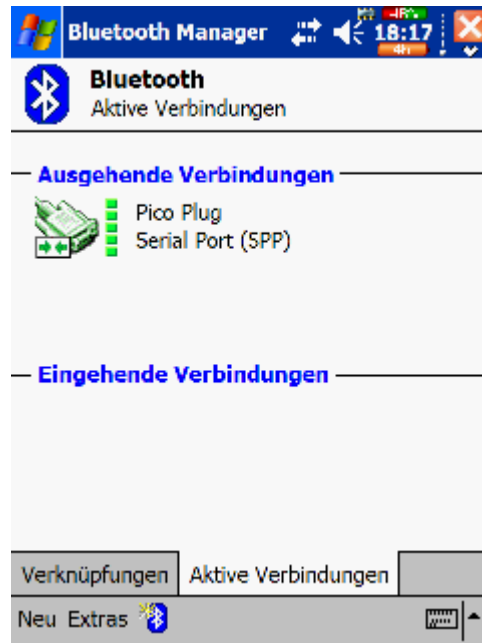 Bluetooth Manager 18:17
4h
Bluetooth
Aktive Verbindungen
Ausgehende Verbindungen
Pico Plug
Serial Port (SPP)
Eingehende Verbindungen
Verknüpfungen Aktive Verbindungen
Neu Extras